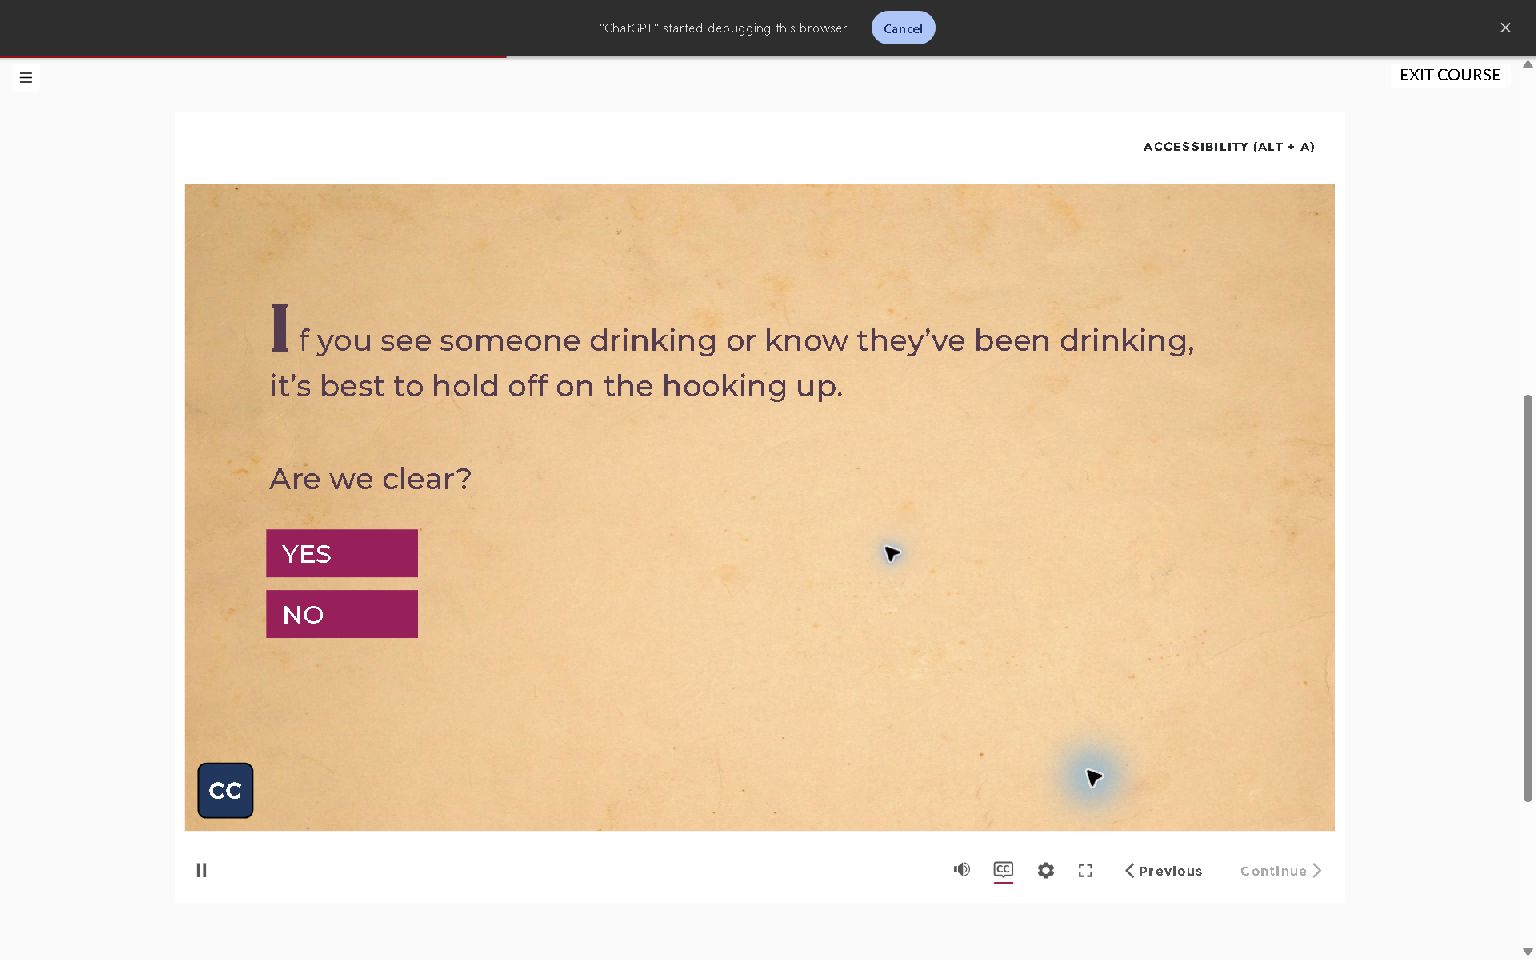 "ChatGPT" started debugging this browser
Cancel
EXIT COURSE
ACCESSIBILITY (ALT + A)
If you see someone drinking or know they've been drinking,
it's best to hold off on the hooking up.
Are we clear?
YES
NO
CC
CC
Previous
Continue